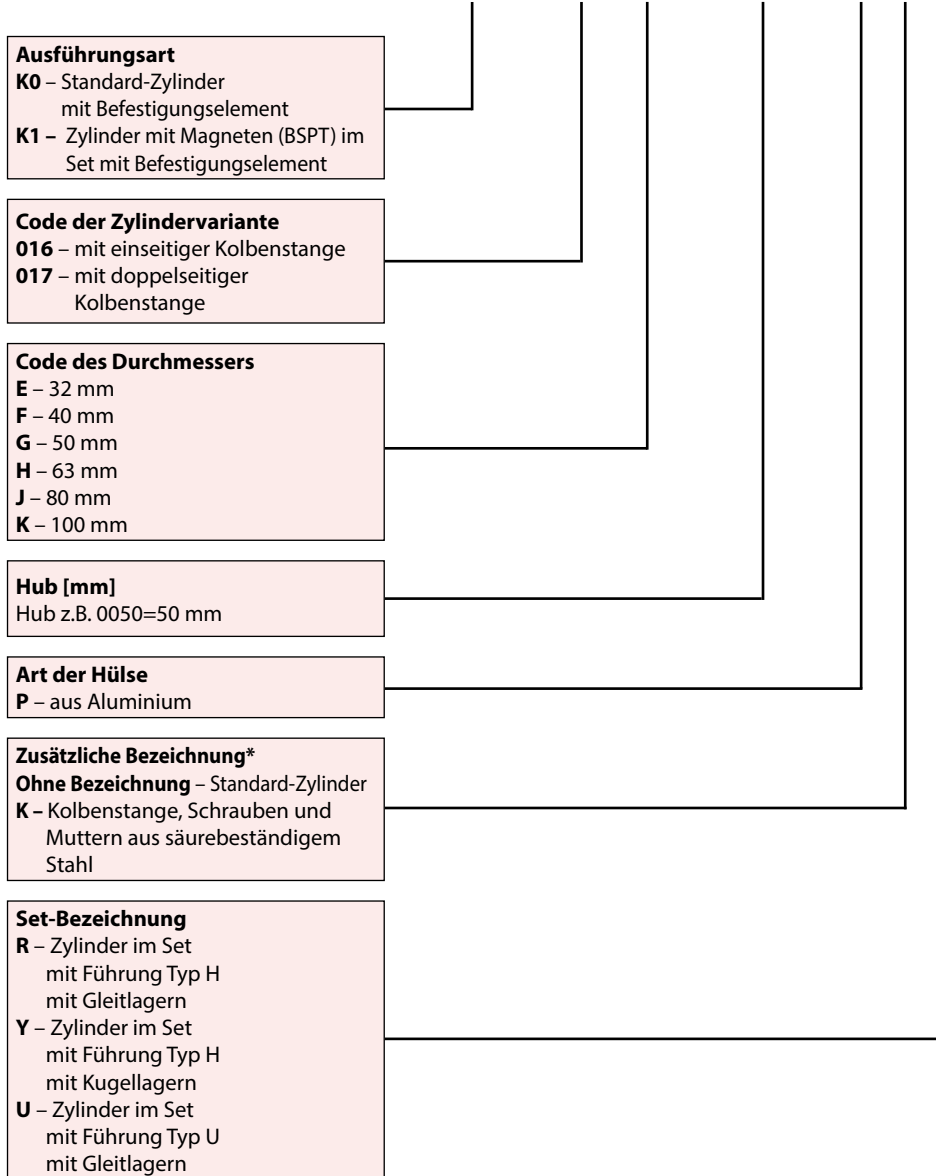 Ausführungsart
K0 – Standard-Zylinder
mit Befestigungselement
K1 – Zylinder mit Magneten (BSPT) im
Set mit Befestigungselement
Code der Zylindervariante
016 – mit einseitiger Kolbenstange
017 – mit doppelseitiger
Kolbenstange
Code des Durchmessers
E – 32 mm
F – 40 mm
G – 50 mm
H – 63 mm
J – 80 mm
K – 100 mm
Hub [mm]
Hub z.B. 0050=50 mm
Art der Hülse
P – aus Aluminium
Zusätzliche Bezeichnung*
Ohne Bezeichnung – Standard-Zylinder
K – Kolbenstange, Schrauben und
Muttern aus säurebeständigem
Stahl
Set-Bezeichnung
R – Zylinder im Set
mit Führung Typ H
mit Gleitlagern
Y – Zylinder im Set
mit Führung Typ H
mit Kugellagern
U – Zylinder im Set
mit Führung Typ U
mit Gleitlagern